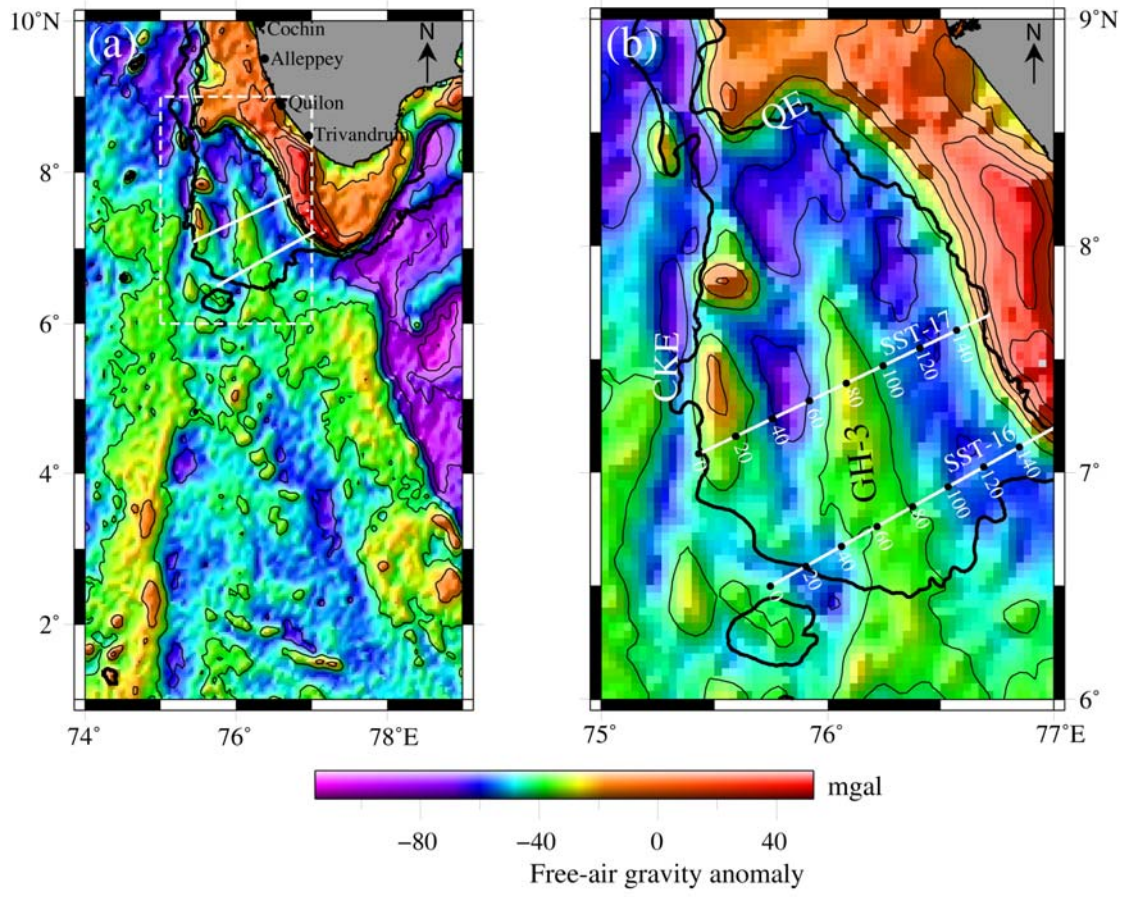 10˚N
8˚
6˚
4˚
2˚
74˚
76˚
78˚E
(a)
N
Cochin
Alleppey
Quilon
Trivandrum
(b)
N
9˚N
8˚
7˚
6˚
75˚
76˚
77˚E
QE
CKE
GH-3
SST-17
0
20
40
60
80
100
120
140
SST-16
0
20
40
60
80
100
120
140
mgal
−80
−40
0
40
Free-air gravity anomaly